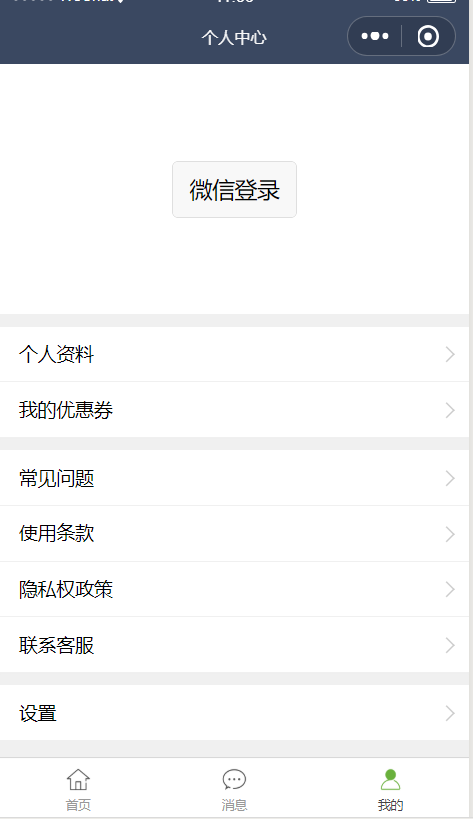 个人中心
微信登录
个人资料
我的优惠券
常见问题
使用条款
隐私权政策
联系客服
设置
首页
消息
我的